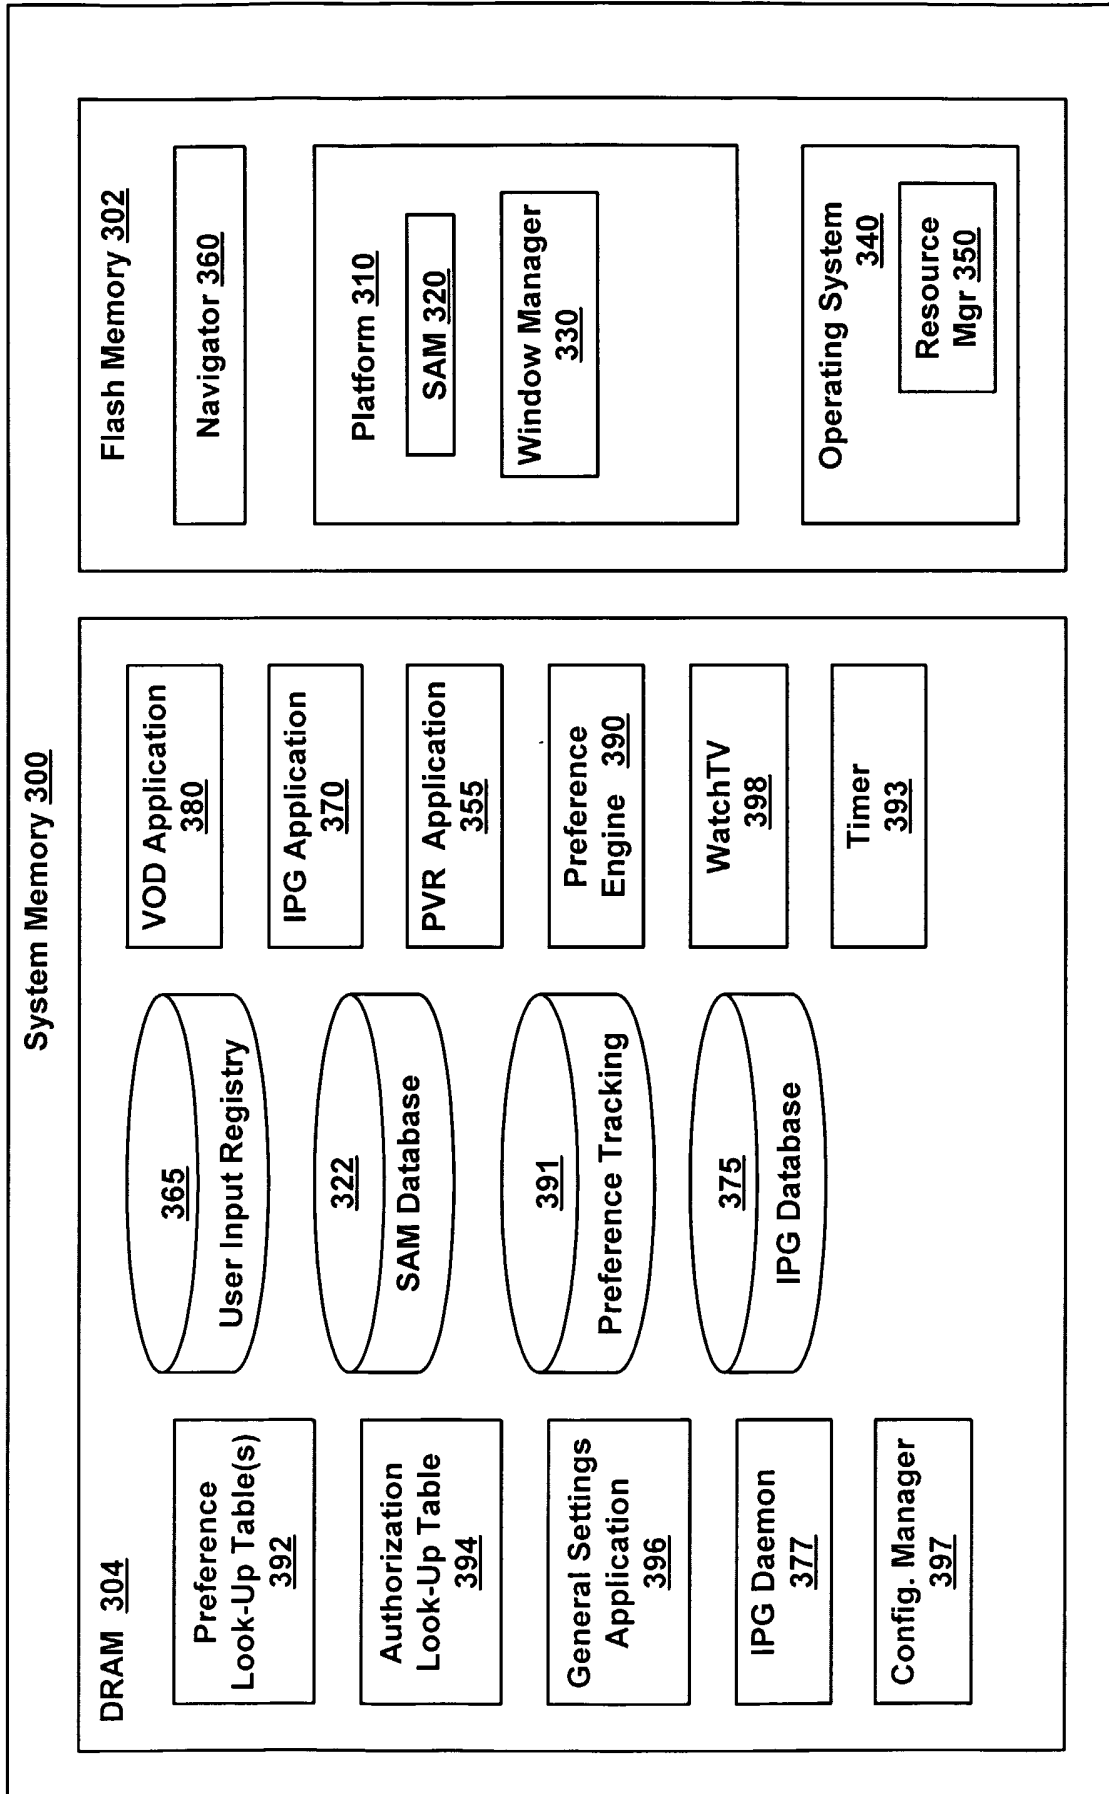 System Memory 300
DRAM 304
Preference
Look-Up Table(s)
392
Authorization
Look-Up Table
394
General Settings
Application
396
IPG Daemon
377
Config. Manager
397
365
User Input Registry
322
SAM Database
391
Preference Tracking
375
IPG Database
VOD Application
380
IPG Application
370
PVR Application
355
Preference
Engine 390
WatchTV
398
Timer
393
Flash Memory 302
Navigator 360
Platform 310
SAM 320
Window Manager
330
Operating System
340
Resource
Mgr 350